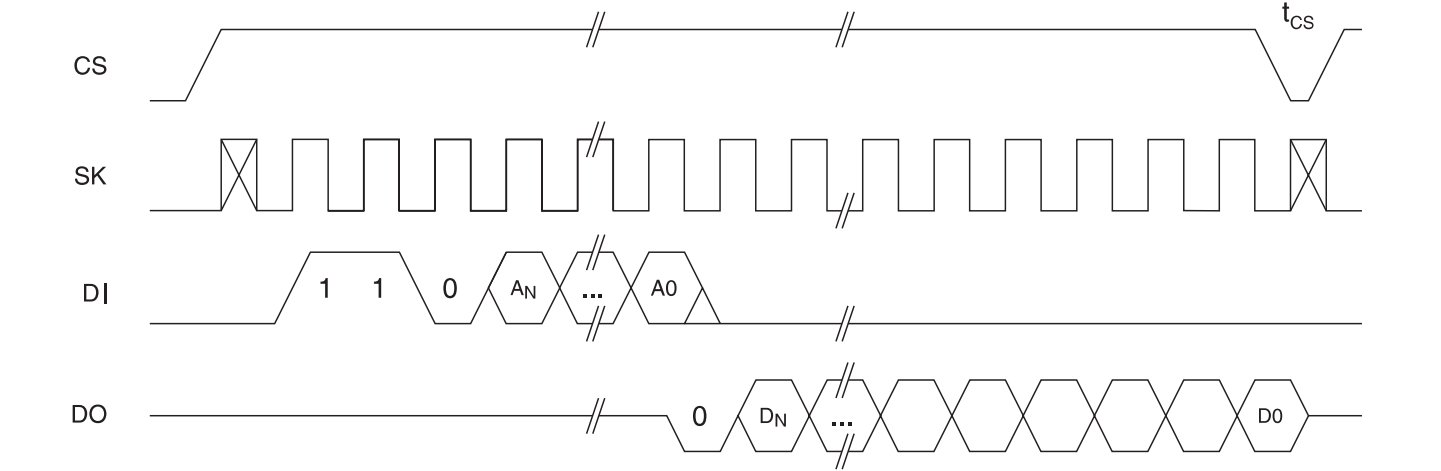 t_CS
CS
SK
DI 1 1 0 A_N ... A0
DO 0 D_N ... D0